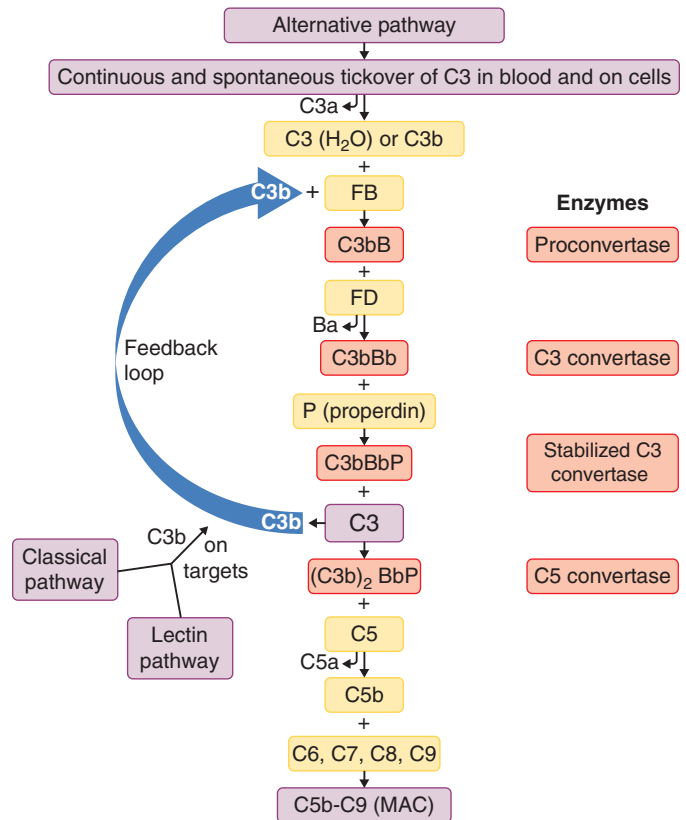 Alternative pathway
Continuous and spontaneous tickover of C3 in blood and on cells
C3a
C3 (H₂O) or C3b
+
C3b + FB
Enzymes
C3bB
Proconvertase
+
FD
Ba
Feedback
loop
C3bBb
C3 convertase
+
P (properdin)
C3bBbP
Stabilized C3
convertase
+
C3b
C3
C3b on
targets
Classical
pathway
(C3b)₂ BbP
C5 convertase
+
Lectin
pathway
C5
C5a
C5b
+
C6, C7, C8, C9
C5b-C9 (MAC)